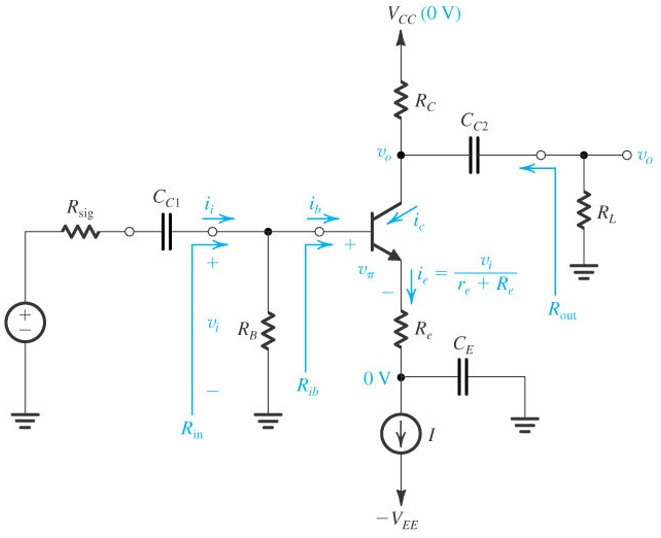 V_CC (0 V)
R_C
C_C2
v_o
v_o
R_sig
C_C1
i_i
i_b
i_c
R_L
+
+
v_π
−
i_e = v_i / (r_e + R_e)
+
−
v_i
R_B
R_e
R_out
C_E
0 V
R_ib
−
R_in
I
−V_EE